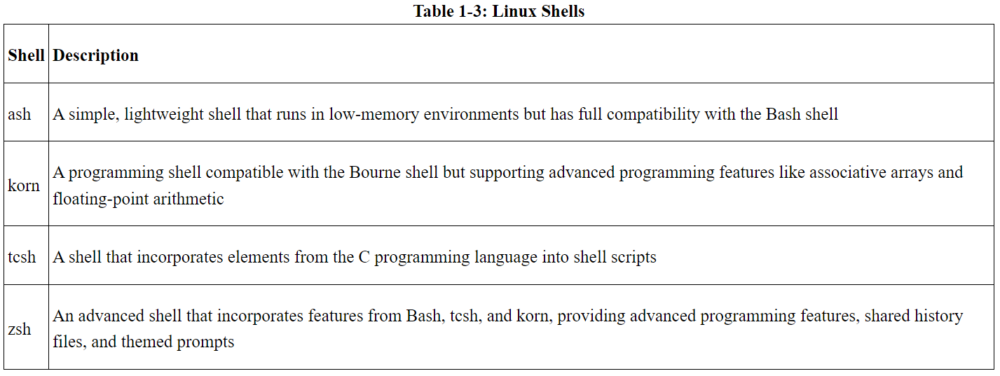 Table 1-3: Linux Shells
Shell Description
ash A simple, lightweight shell that runs in low-memory environments but has full compatibility with the Bash shell
korn A programming shell compatible with the Bourne shell but supporting advanced programming features like associative arrays and
floating-point arithmetic
tcsh A shell that incorporates elements from the C programming language into shell scripts
zsh An advanced shell that incorporates features from Bash, tcsh, and korn, providing advanced programming features, shared history
files, and themed prompts